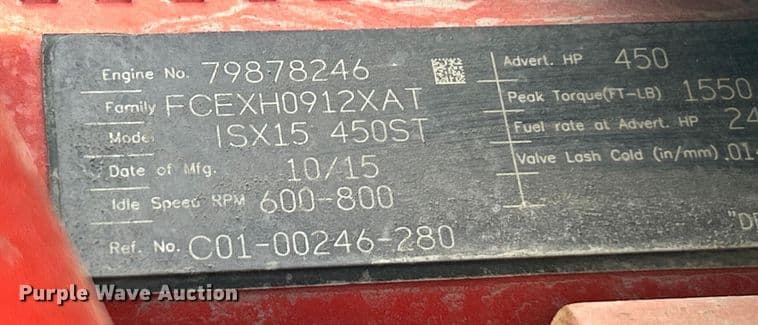 Engine No. 79878246
Family FCEXH0912XAT
Model ISX15 450ST
Date of Mfg. 10/15
Idle Speed RPM 600-800
Ref. No. C01-00246-280
Advert. HP 450
Peak Torque(FT-LB) 1550
Fuel rate at Advert. HP 24
Valve Lash Cold (in/mm) .01
Purple Wave Auction